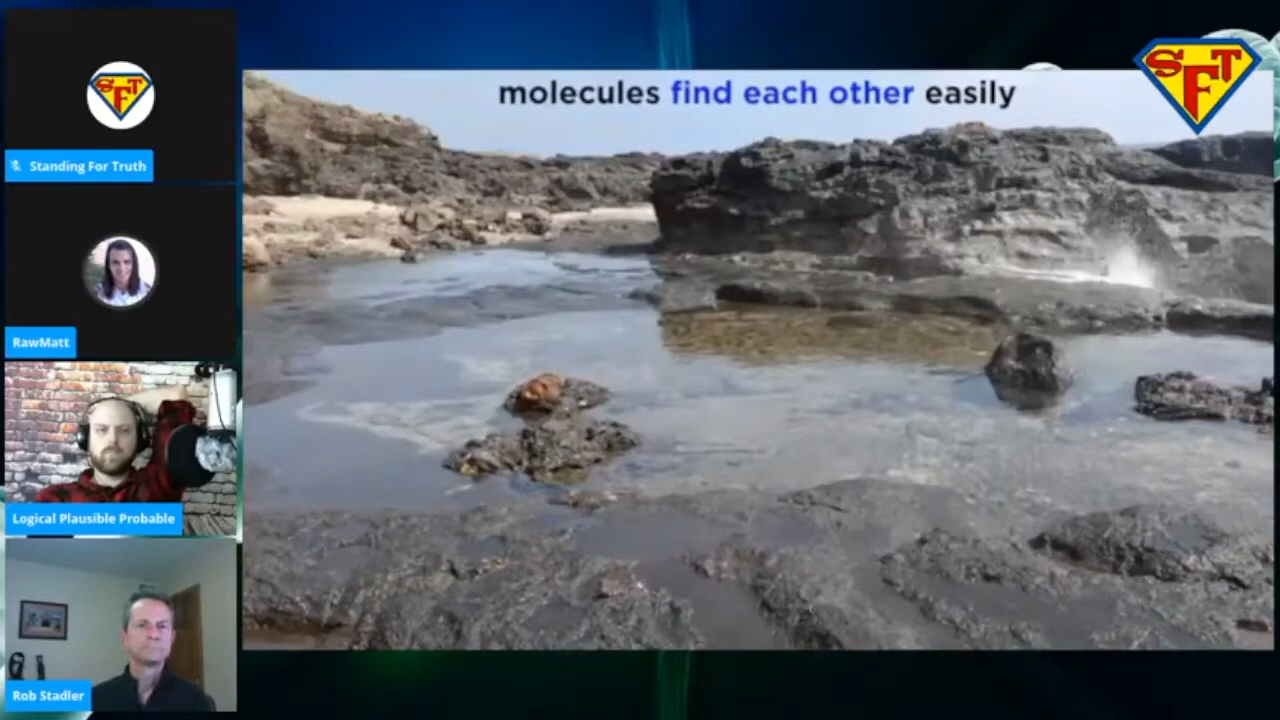 SFT
Standing For Truth
RawMatt
Logical Plausible Probable
Rob Stadler
molecules find each other easily
SFT